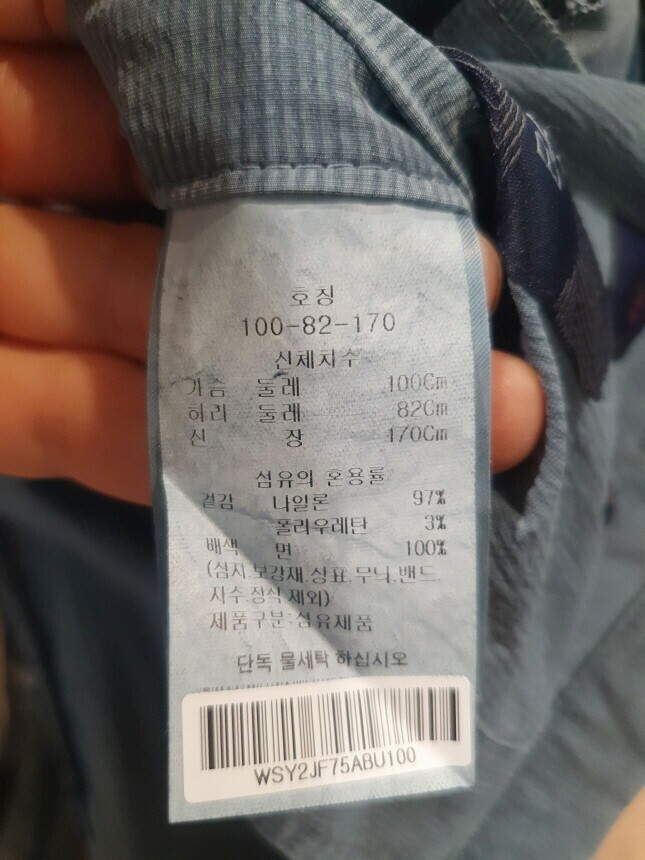 호칭
100-82-170
신체치수
가슴 둘레 100Cm
허리 둘레 82Cm
신 장 170Cm
섬유의 혼용률
겉감 나일론 97%
폴리우레탄 3%
배색 면 100%
(심지.보강재.상표.무늬.밴드.
자수.장식 제외)
제품구분:섬유제품
단독 물세탁 하십시오
WSY2JF75ABU100